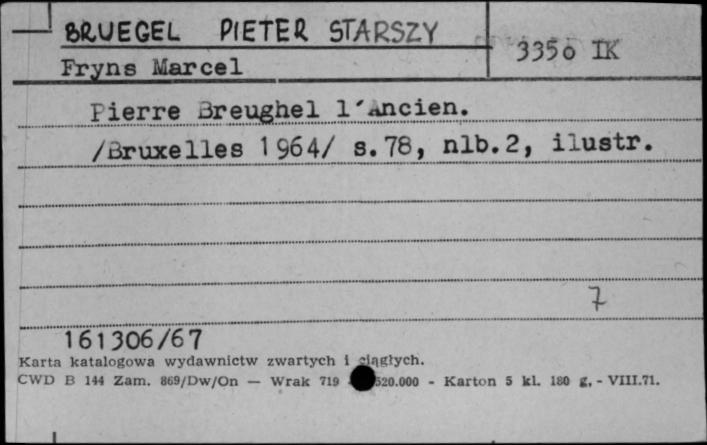 BRUEGEL PIETER STARSZY
3350 IK
Fryns Marcel
Pierre Breughel l'Ancien.
/Bruxelles 1964/ s.78, nlb.2, ilustr.
7
161306/67
Karta katalogowa wydawnictw zwartych i ciągłych.
CWD B 144 Zam. 869/Dw/On — Wrak 719 520.000 - Karton 5 kl. 180 g. - VIII.71.